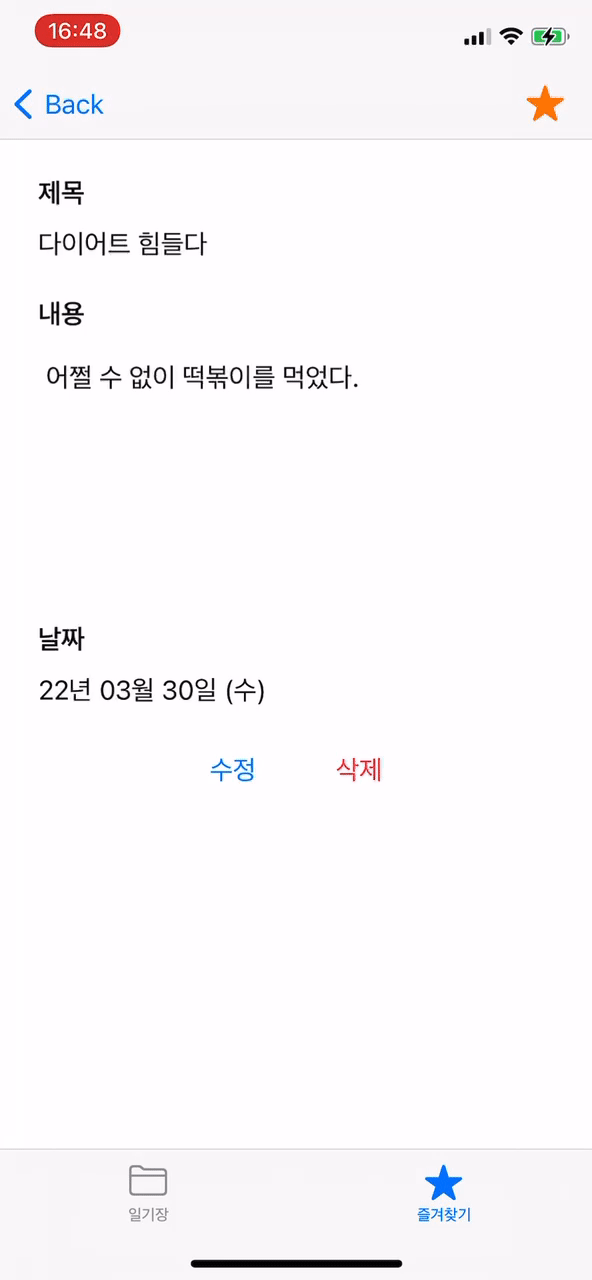 16:48
Back
제목
다이어트 힘들다
내용
어쩔 수 없이 떡볶이를 먹었다.
날짜
22년 03월 30일 (수)
수정 삭제
일기장 즐겨찾기